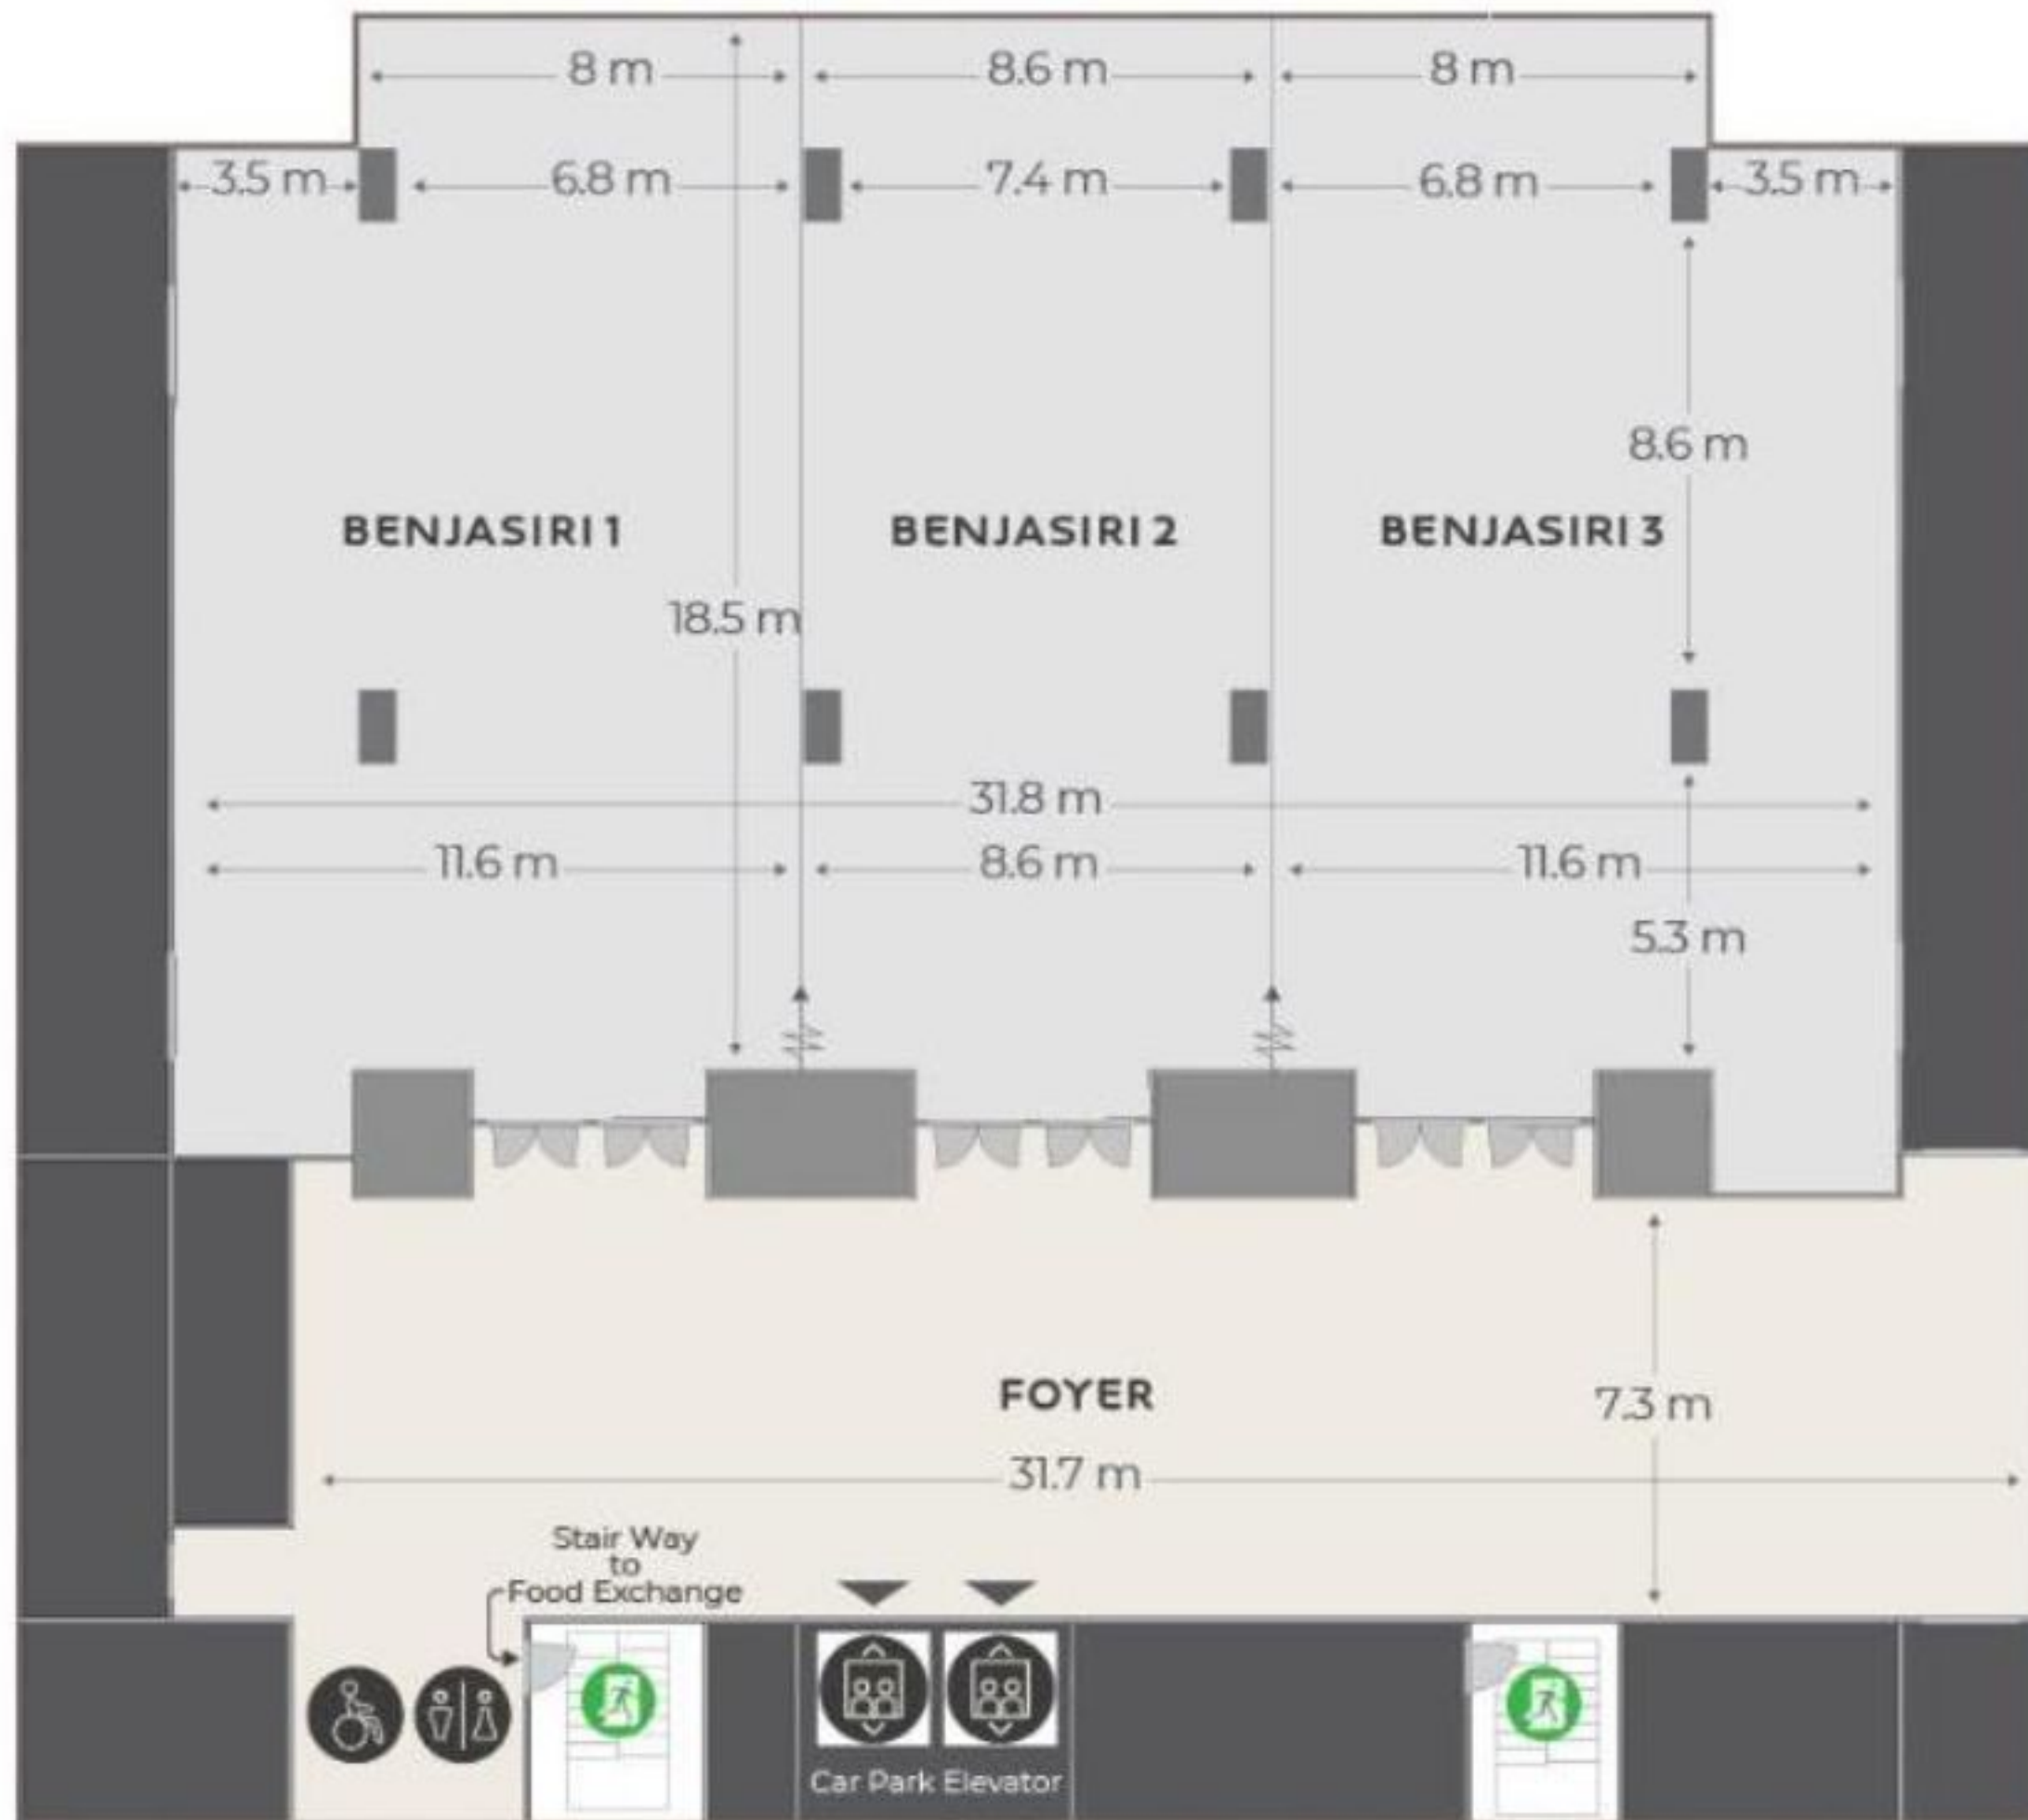 8 m
8.6 m
8 m
3.5 m
6.8 m
7.4 m
6.8 m
3.5 m
8.6 m
BENJASIRI 1
BENJASIRI 2
BENJASIRI 3
18.5 m
31.8 m
11.6 m
8.6 m
11.6 m
5.3 m
FOYER
7.3 m
31.7 m
Stair Way
to
Food Exchange
Car Park Elevator